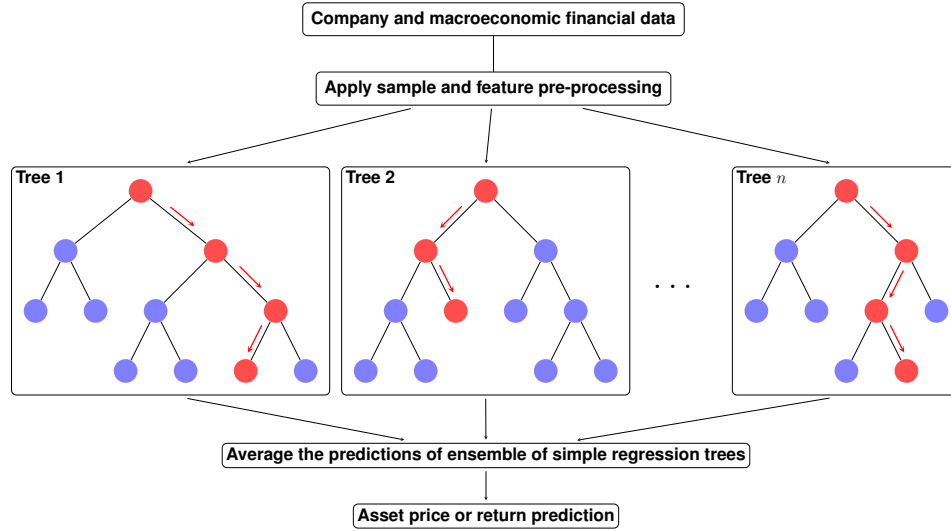 Company and macroeconomic financial data
Apply sample and feature pre-processing
Tree 1
Tree 2
Tree n
. . .
Average the predictions of ensemble of simple regression trees
Asset price or return prediction